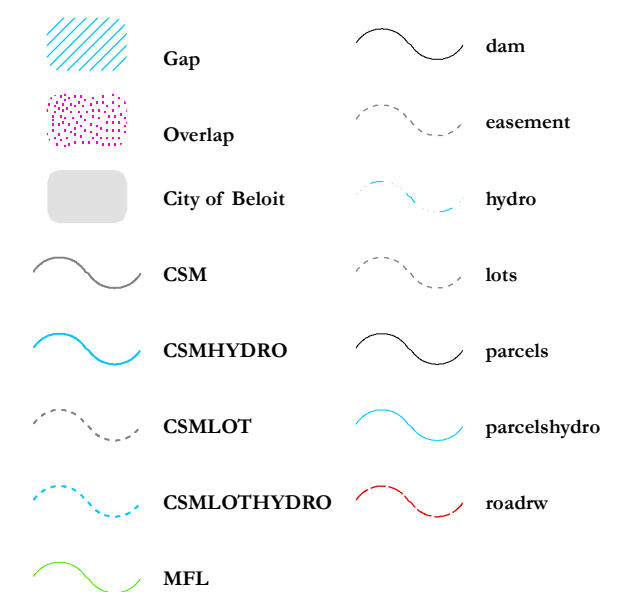 Gap
Overlap
City of Beloit
CSM
CSMHYDRO
CSMLOT
CSMLOTHYDRO
MFL
dam
easement
hydro
lots
parcels
parcelshydro
roadrw